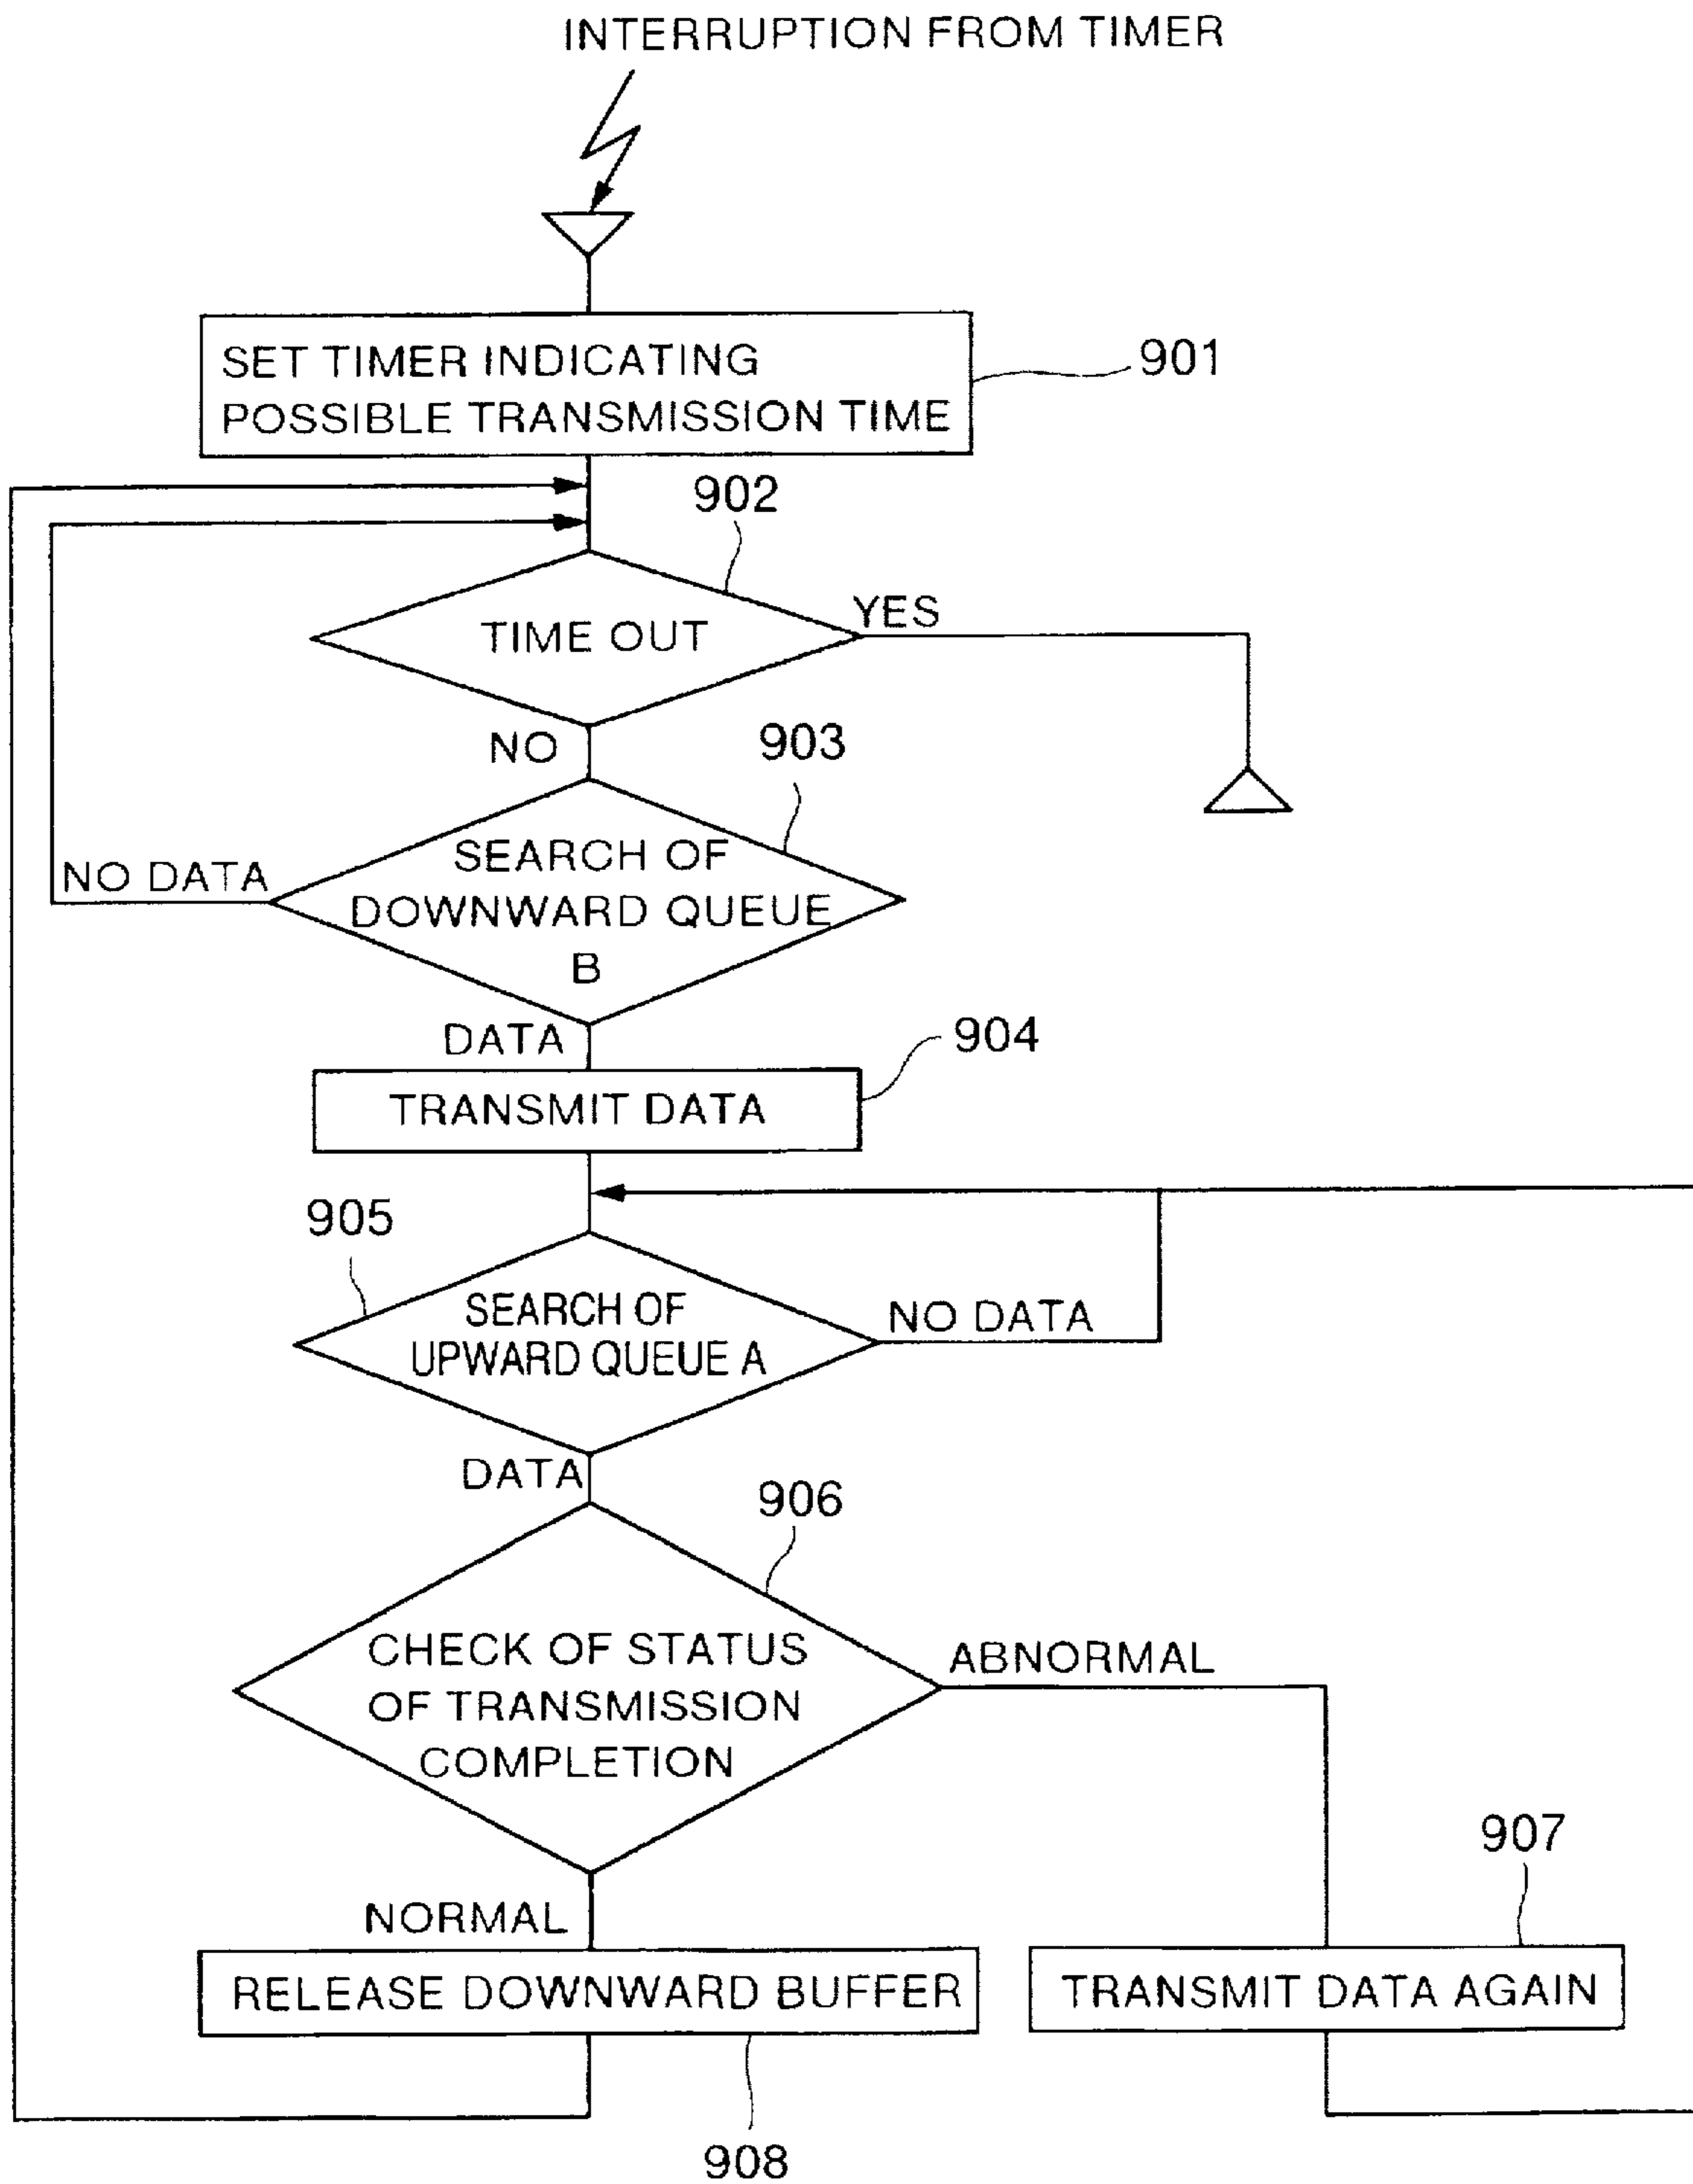 INTERRUPTION FROM TIMER
SET TIMER INDICATING
POSSIBLE TRANSMISSION TIME
901
902
TIME OUT
YES
NO
903
SEARCH OF
DOWNWARD QUEUE
B
NO DATA
DATA
904
TRANSMIT DATA
905
SEARCH OF
UPWARD QUEUE A
NO DATA
DATA
906
CHECK OF STATUS
OF TRANSMISSION
COMPLETION
ABNORMAL
907
NORMAL
RELEASE DOWNWARD BUFFER
TRANSMIT DATA AGAIN
908